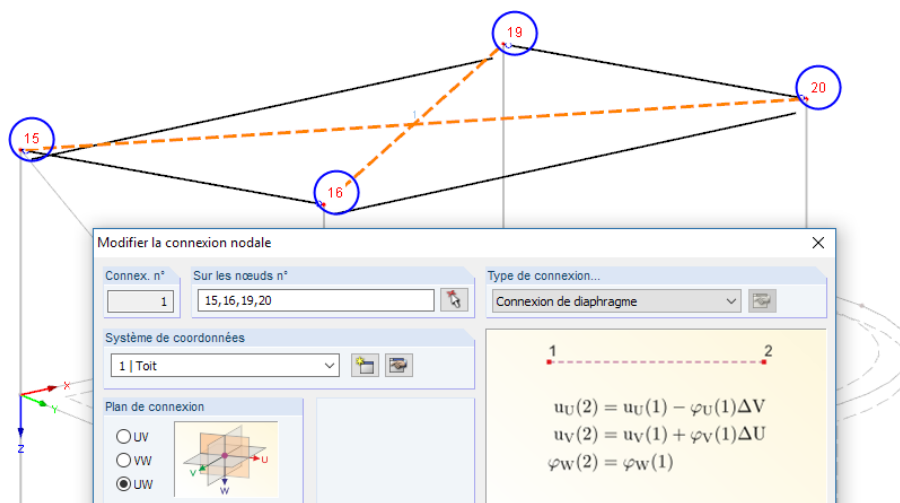 19
20
15
16
1
Modifier la connexion nodale
Connex. n° Sur les nœuds n° Type de connexion...
1 15,16,19,20 Connexion de diaphragme
Système de coordonnées
1 | Toit
1 2
uU(2) = uU(1) − φU(1)ΔV
uV(2) = uV(1) + φV(1)ΔU
φW(2) = φW(1)
X
Y
Z
Plan de connexion
UV
VW
UW
V U
W